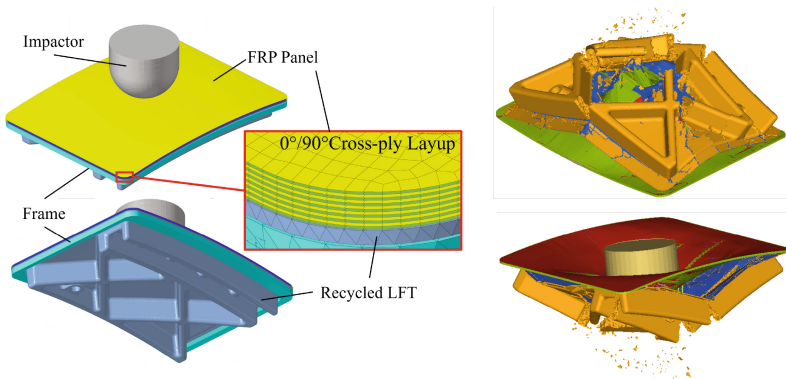 Impactor
FRP Panel
0°/90°Cross-ply Layup
Frame
Recycled LFT